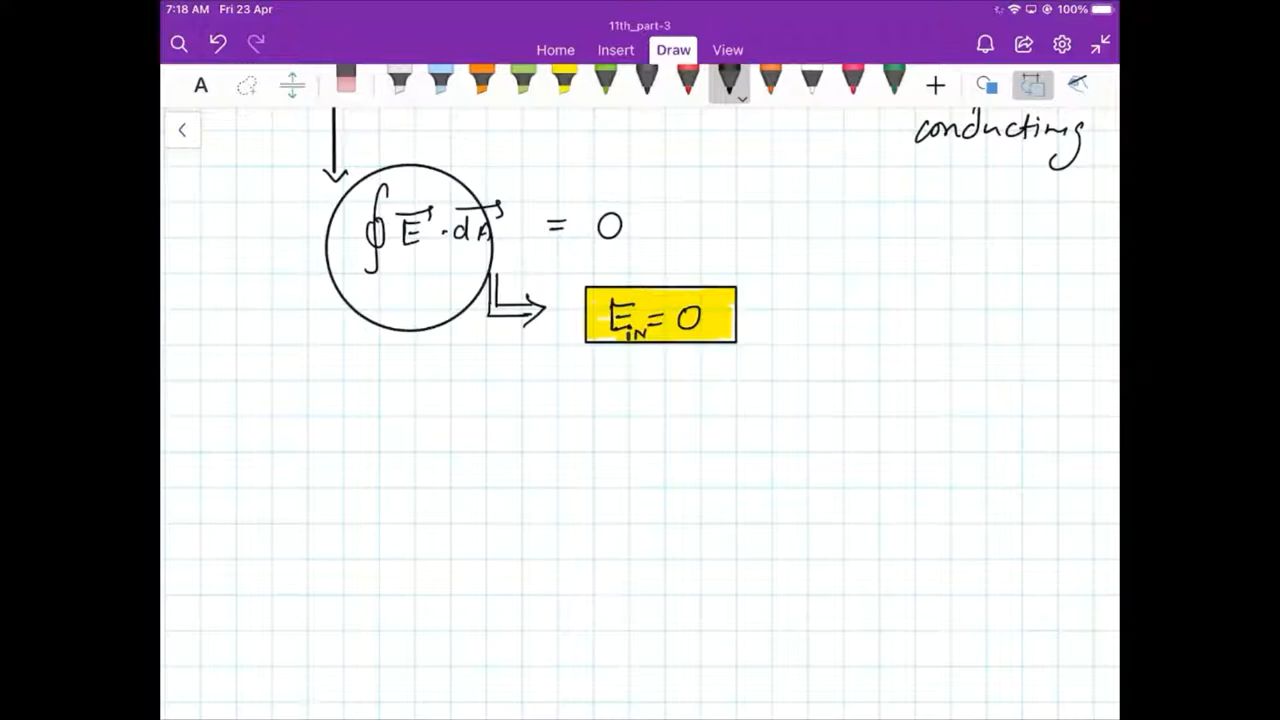 7:18 AM Fri 23 Apr
100%
11th_part-3
Home Insert Draw View
A
conducting
∮ E⃗ · dA⃗ = 0
E_IN = 0